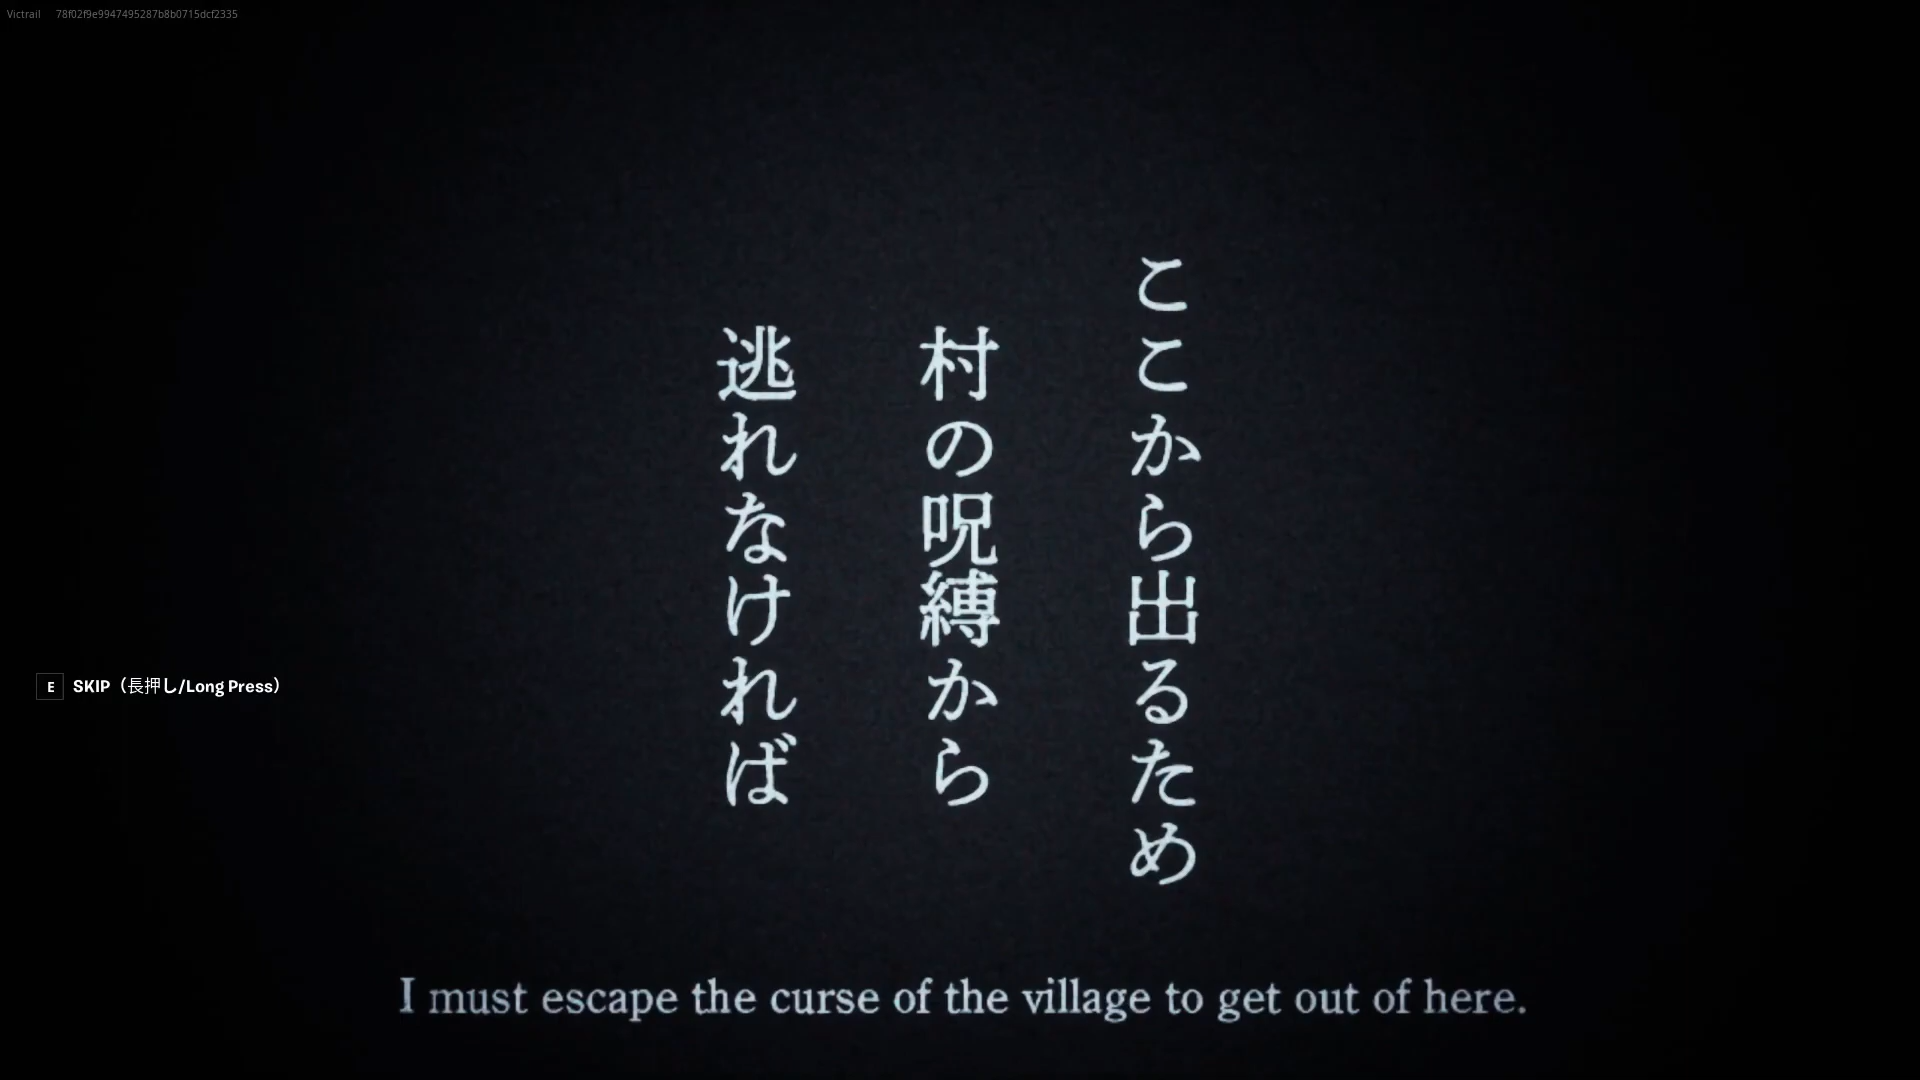 Victrail 78f02f9e9947495287b8b0715dcf2335
ここから出るため
村の呪縛から
逃れなければ
E SKIP（長押し/Long Press）
I must escape the curse of the village to get out of here.